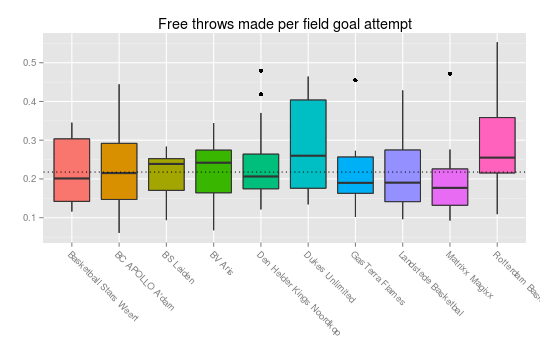 Free throws made per field goal attempt
0.5
0.4
0.3
0.2
0.1
Basketball Stars Weert
BC APOLLO A'dam
BS Leiden
BV Aris
Den Helder Kings Noordkop
Dukes Unlimited
GasTerra Flames
Landstede Basketbal
Matrixx Magixx
Rotterdam Bas